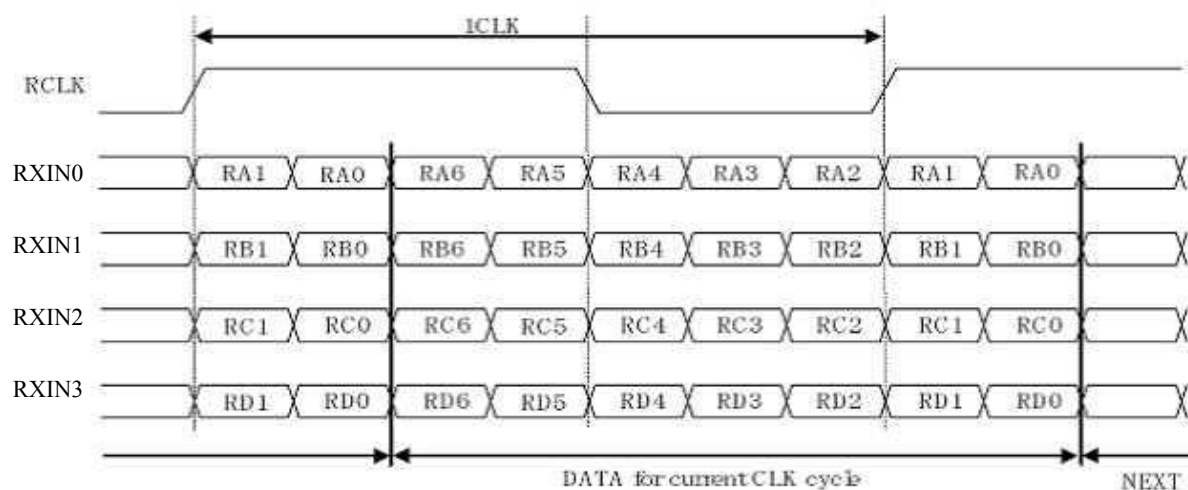 1CLK
RCLK
RXIN0 RA1 RA0 RA6 RA5 RA4 RA3 RA2 RA1 RA0
RXIN1 RB1 RB0 RB6 RB5 RB4 RB3 RB2 RB1 RB0
RXIN2 RC1 RC0 RC6 RC5 RC4 RC3 RC2 RC1 RC0
RXIN3 RD1 RD0 RD6 RD5 RD4 RD3 RD2 RD1 RD0
DATA for current CLK cycle NEXT